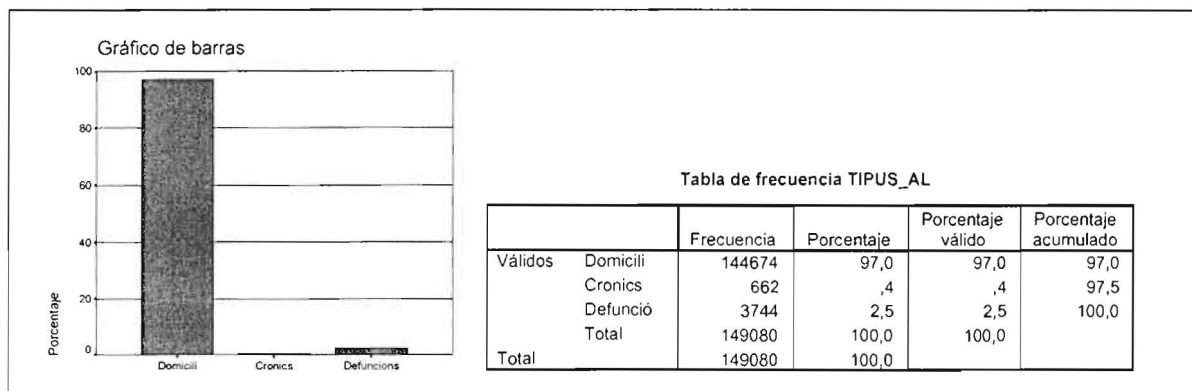 Gráfico de barras
100
80
60
40
20
0
Porcentaje
Domicili Cronics Defuncions
Tabla de frecuencia TIPUS_AL
Frecuencia Porcentaje Porcentaje válido Porcentaje acumulado
Válidos Domicili 144674 97,0 97,0 97,0
Cronics 662 ,4 ,4 97,5
Defunció 3744 2,5 2,5 100,0
Total 149080 100,0 100,0
Total 149080 100,0